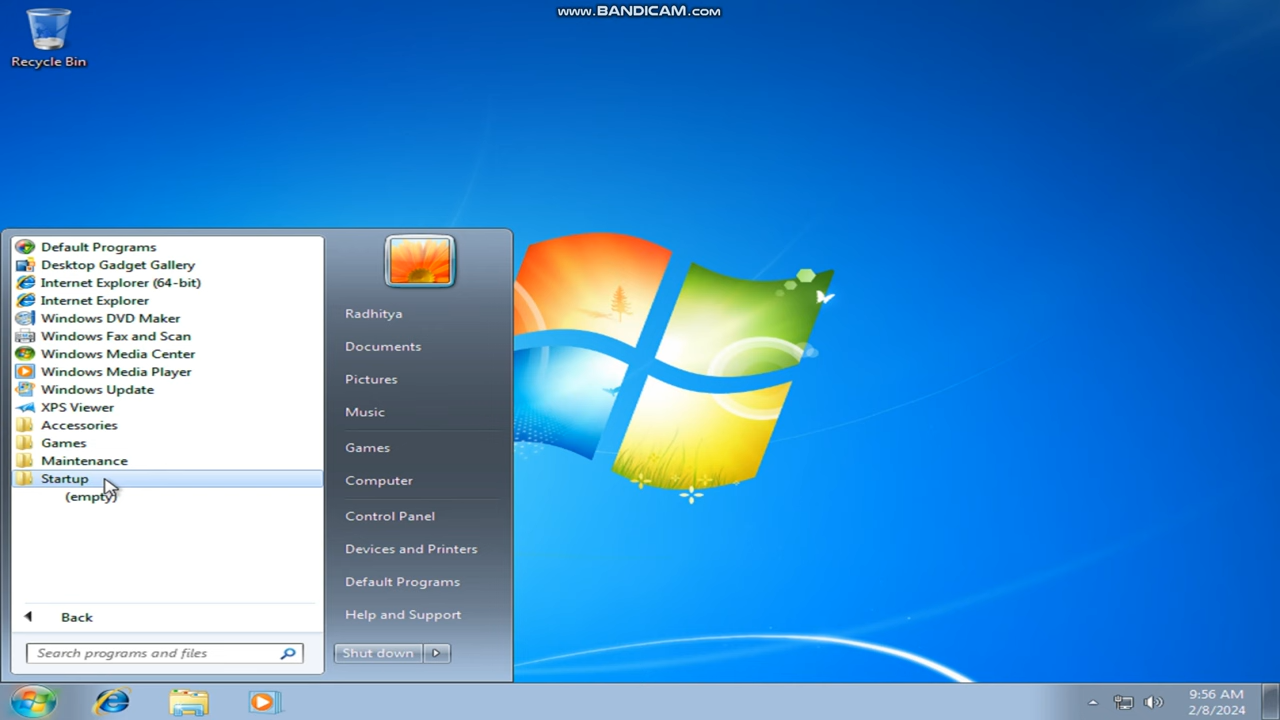 www.BANDICAM.com
Recycle Bin
Default Programs
Desktop Gadget Gallery
Internet Explorer (64-bit)
Internet Explorer
Windows DVD Maker
Windows Fax and Scan
Windows Media Center
Windows Media Player
Windows Update
XPS Viewer
Accessories
Games
Maintenance
Startup
(empty)
Back
Search programs and files
Radhitya
Documents
Pictures
Music
Games
Computer
Control Panel
Devices and Printers
Default Programs
Help and Support
Shut down
9:56 AM
2/8/2024